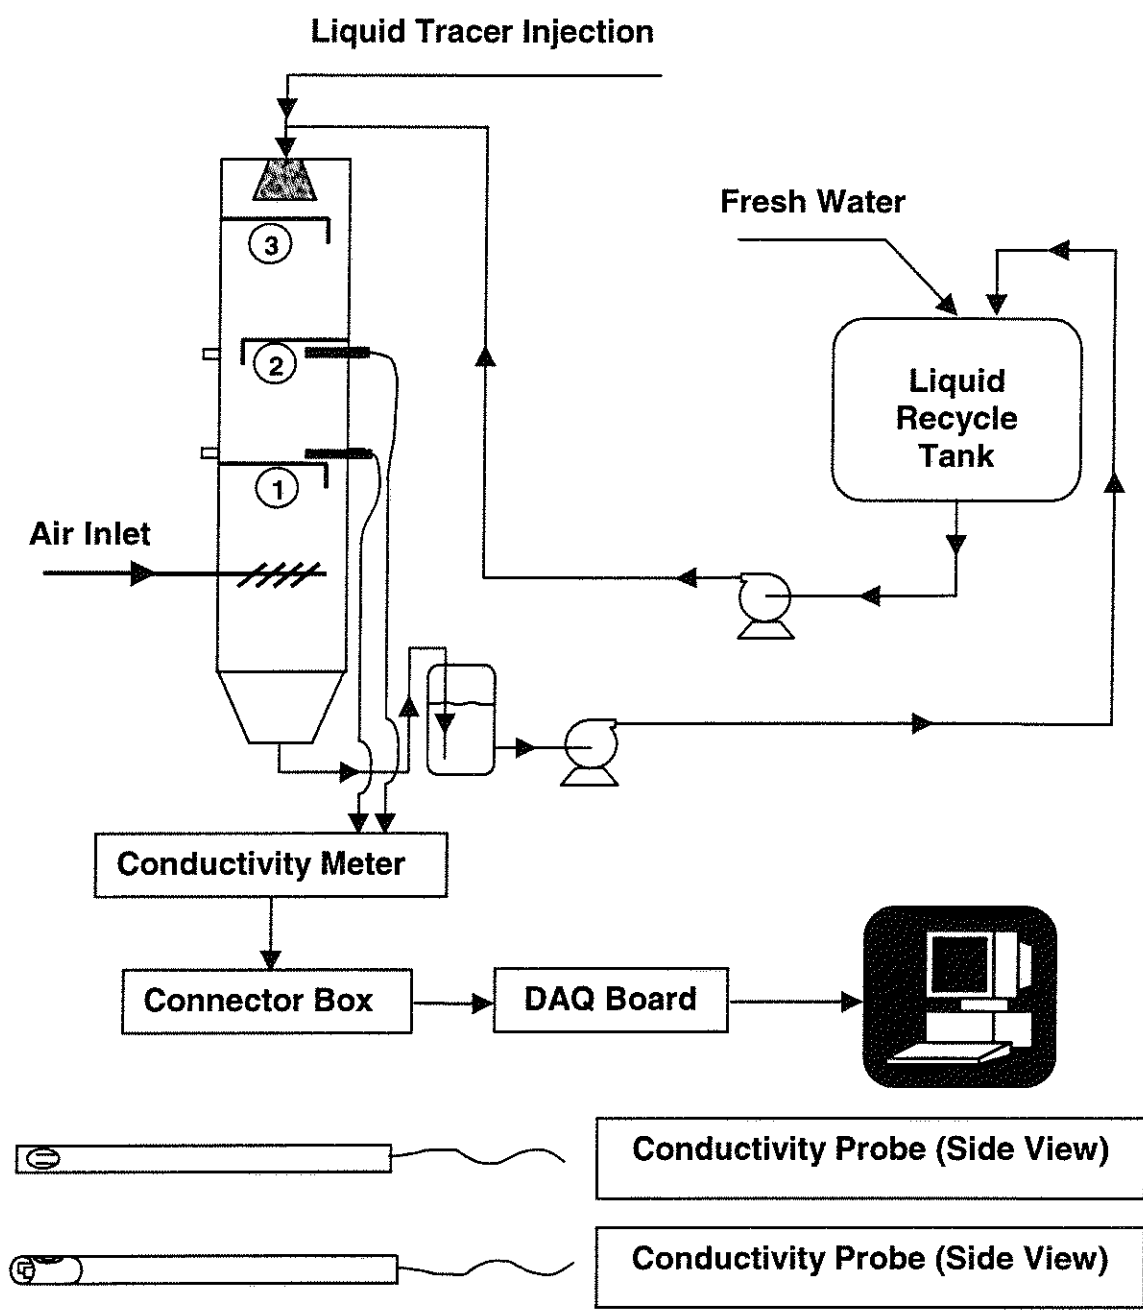 Liquid Tracer Injection
Fresh Water
3
2
Liquid
Recycle
Tank
1
Air Inlet
Conductivity Meter
Connector Box
DAQ Board
Conductivity Probe (Side View)
Conductivity Probe (Side View)